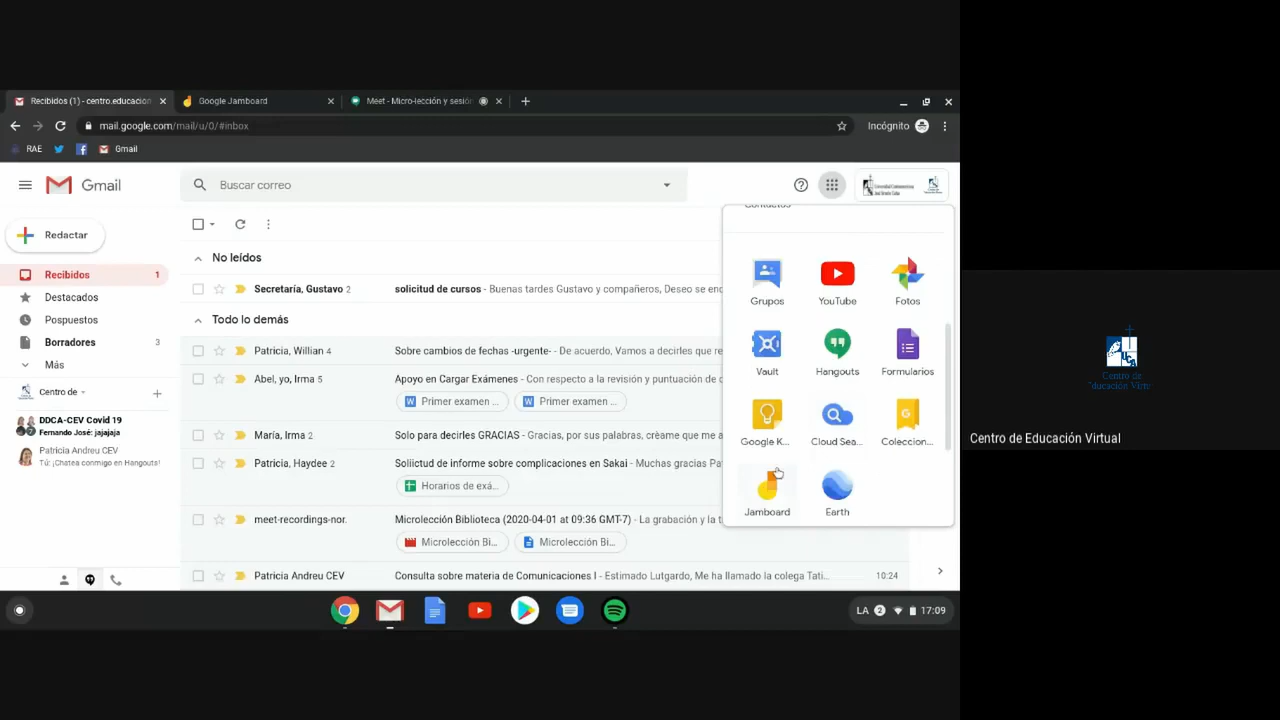 Recibidos (1) - centro.educacion
Google Jamboard
Meet - Micro-lección y sesión
mail.google.com/mail/u/0/#inbox
Incógnito
RAE
Gmail
Gmail
Buscar correo
Redactar
Recibidos 1
Destacados
Pospuestos
Borradores 3
Más
Centro de
DDCA-CEV Covid 19
Fernando José: jajajaja
Patricia Andreu CEV
Tú: ¡Chatea conmigo en Hangouts!
No leídos
Secretaría, Gustavo 2 solicitud de cursos - Buenas tardes Gustavo y compañeros, Deseo se enc
Todo lo demás
Patricia, Willian 4 Sobre cambios de fechas -urgente- - De acuerdo, Vamos a decirles que re
Abel, yo, Irma 5 Apoyo en Cargar Exámenes - Con respecto a la revisión y puntuación de c
Primer examen ... Primer examen ...
María, Irma 2 Solo para decirles GRACIAS - Gracias, por sus palabras, crèame que me a
Patricia, Haydee 2 Soliictud de informe sobre complicaciones en Sakai - Muchas gracias Pa
Horarios de exá...
meet-recordings-nor. Microlección Biblioteca (2020-04-01 at 09:36 GMT-7) - La grabación y la t
Microlección Bi... Microlección Bi...
Patricia Andreu CEV Consulta sobre materia de Comunicaciones I - Estimado Lutgardo, Me ha llamado la colega Tati... 10:24
Contactos
Grupos YouTube Fotos
Vault Hangouts Formularios
Google K... Cloud Sea... Coleccion...
Jamboard Earth
LA 2 17:09
Centro de
Centro de Educación Virtual